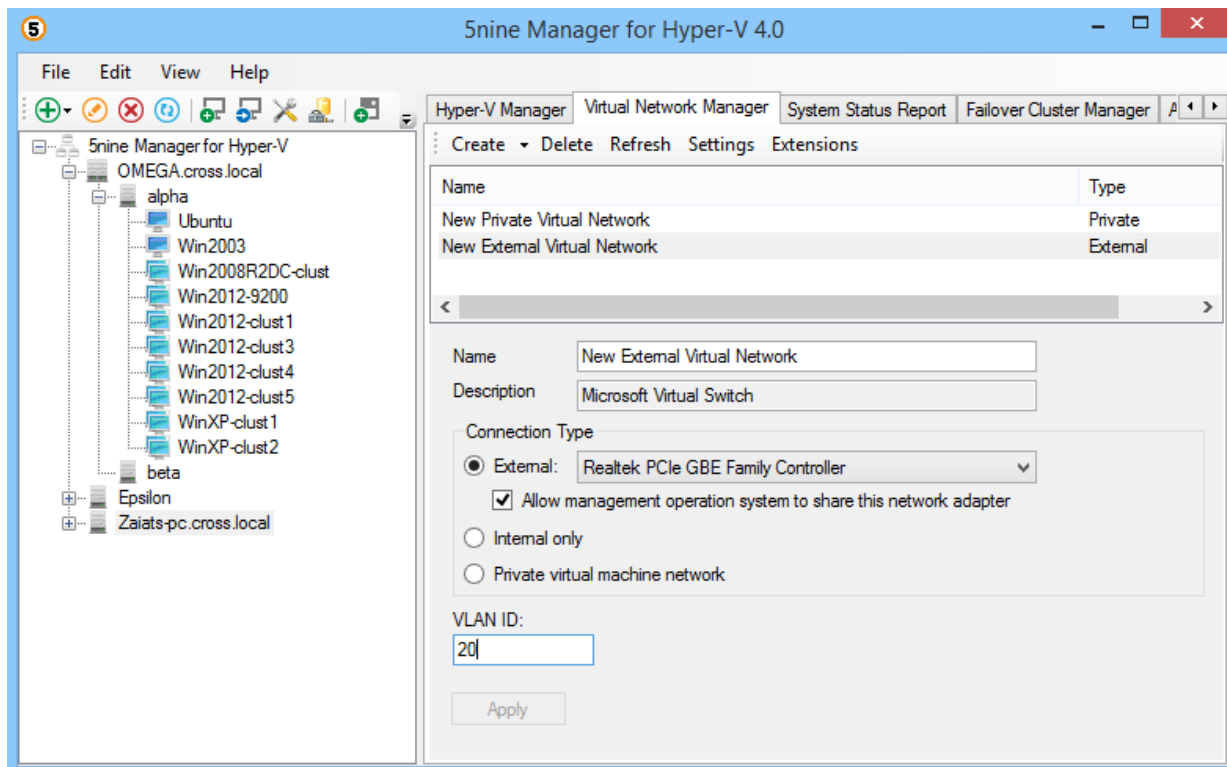 5 5nine Manager for Hyper-V 4.0
File Edit View Help
Hyper-V Manager Virtual Network Manager System Status Report Failover Cluster Manager A
Create Delete Refresh Settings Extensions
5nine Manager for Hyper-V
OMEGA.cross.local
alpha
Ubuntu
Win2003
Win2008R2DC-clust
Win2012-9200
Win2012-clust1
Win2012-clust3
Win2012-clust4
Win2012-clust5
WinXP-clust1
WinXP-clust2
beta
Epsilon
Zaiats-pc.cross.local
Name Type
New Private Virtual Network Private
New External Virtual Network External
Name New External Virtual Network
Description Microsoft Virtual Switch
Connection Type
External: Realtek PCIe GBE Family Controller
Allow management operation system to share this network adapter
Internal only
Private virtual machine network
VLAN ID:
20
Apply